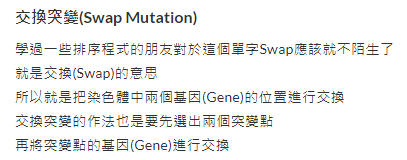 交換突變(Swap Mutation)
學過一些排序程式的朋友對於這個單字Swap應該就不陌生了
就是交換(Swap)的意思
所以就是把染色體中兩個基因(Gene)的位置進行交換
交換突變的作法也是要先選出兩個突變點
再將突變點的基因(Gene)進行交換